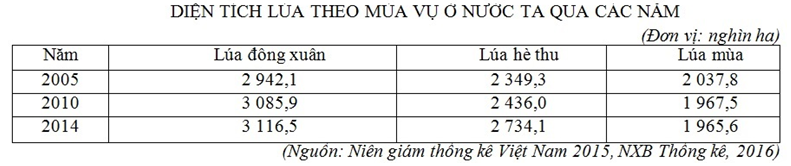 DIỆN TÍCH LÚA THEO MÙA VỤ Ở NƯỚC TA QUA CÁC NĂM
(Đơn vị: nghìn ha)
Năm Lúa đông xuân Lúa hè thu Lúa mùa
2005 2 942,1 2 349,3 2 037,8
2010 3 085,9 2 436,0 1 967,5
2014 3 116,5 2 734,1 1 965,6
(Nguồn: Niên giám thống kê Việt Nam 2015, NXB Thống kê, 2016)